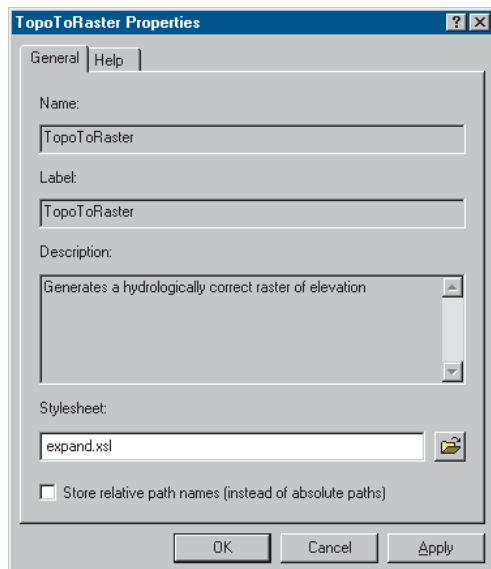 TopoToRaster Properties
General
Help
Name:
TopoToRaster
Label:
TopoToRaster
Description:
Generates a hydrologically correct raster of elevation
Stylesheet:
expand.xsl
Store relative path names (instead of absolute paths)
OK
Cancel
Apply